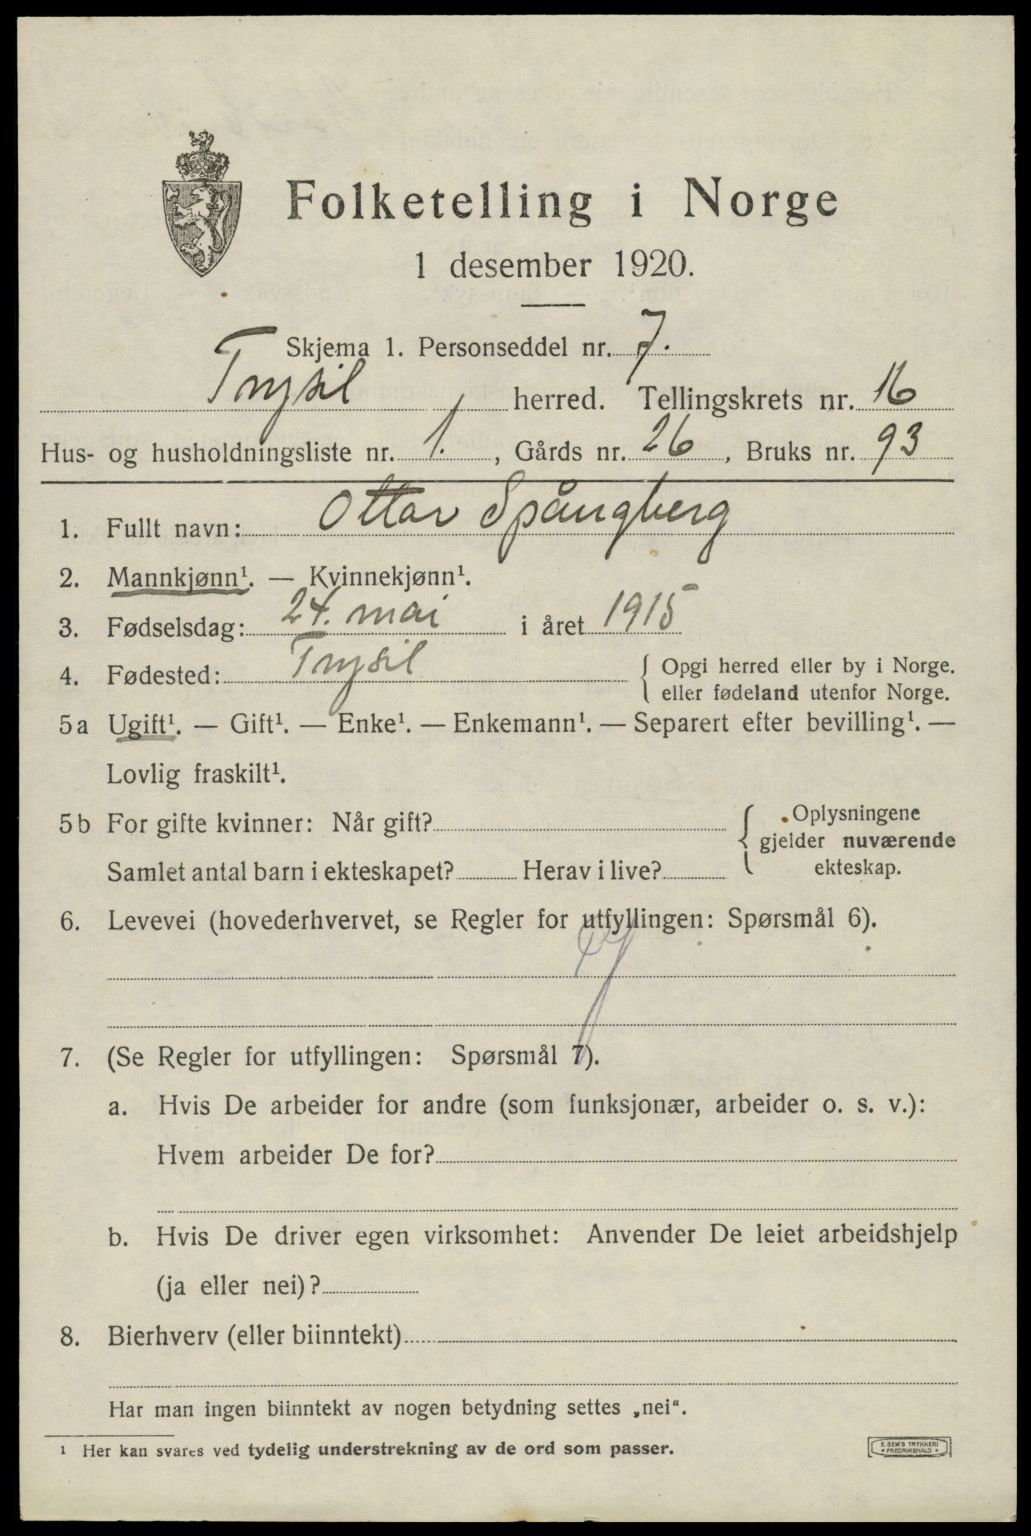 Folketelling i Norge
1 desember 1920.
Skjema 1. Personseddel nr. 7.
Trysil herred. Tellingskrets nr. 16
Hus- og husholdningsliste nr. 1. , Gårds nr. 26 , Bruks nr. 93
1. Fullt navn: Ottar Spångberg
2. Mannkjønn¹. — Kvinnekjønn¹.
3. Fødselsdag: 24. mai i året 1915
4. Fødested: Trysil { Opgi herred eller by i Norge.
eller fødeland utenfor Norge.
5a Ugift¹. — Gift¹. — Enke¹. — Enkemann¹. — Separert efter bevilling¹. —
Lovlig fraskilt¹.
5b For gifte kvinner: Når gift? { Oplysningene
gjelder nuværende
Samlet antal barn i ekteskapet? Herav i live? ekteskap.
6. Levevei (hovederhvervet, se Regler for utfyllingen: Spørsmål 6).
7. (Se Regler for utfyllingen: Spørsmål 7).
a. Hvis De arbeider for andre (som funksjonær, arbeider o. s. v.):
Hvem arbeider De for?
b. Hvis De driver egen virksomhet: Anvender De leiet arbeidshjelp
(ja eller nei)?
8. Bierhverv (eller biinntekt)
Har man ingen biinntekt av nogen betydning settes „nei“.
¹ Her kan svares ved tydelig understrekning av de ord som passer.
E. SEM'S TRYKKERI
• FREDRIKSHALD •